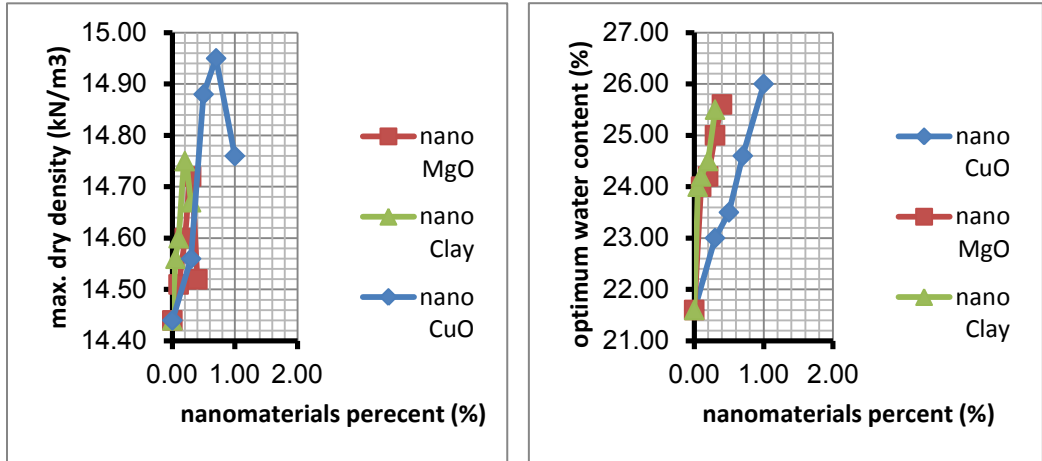 max. dry density (kN/m3)
15.00
14.90
14.80
14.70
14.60
14.50
14.40
0.00 1.00 2.00
nanomaterials perecent (%)
nano
MgO
nano
Clay
nano
CuO
optimum water content (%)
27.00
26.00
25.00
24.00
23.00
22.00
21.00
0.00 1.00 2.00
nanomaterials percent (%)
nano
CuO
nano
MgO
nano
Clay